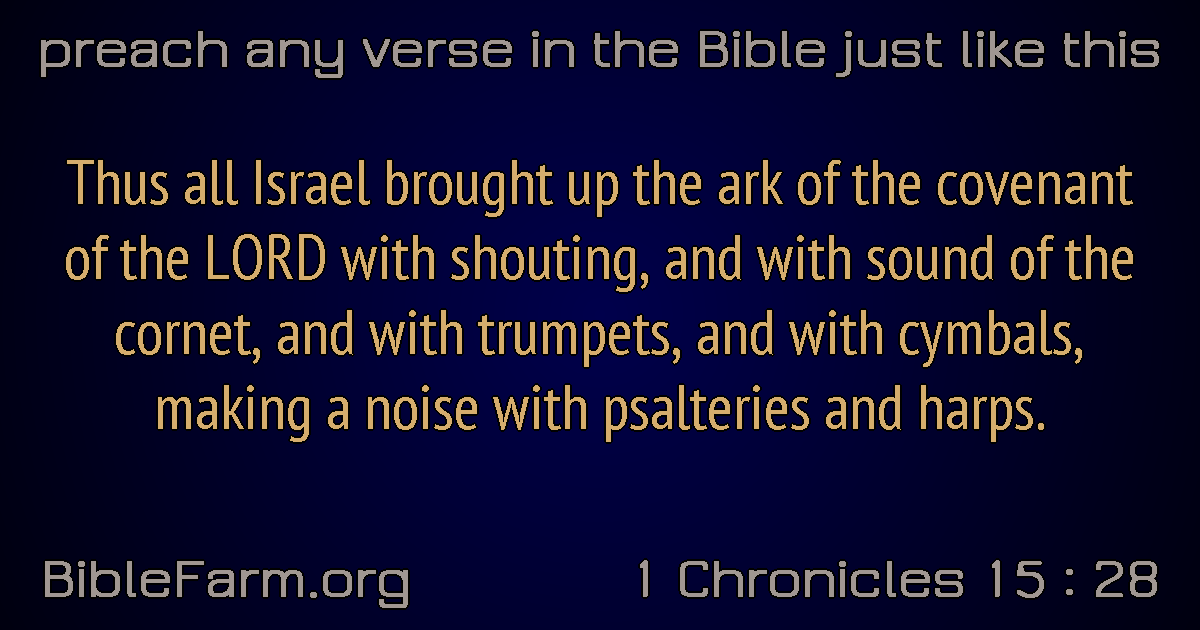 preach any verse in the Bible just like this
Thus all Israel brought up the ark of the covenant
of the LORD with shouting, and with sound of the
cornet, and with trumpets, and with cymbals,
making a noise with psalteries and harps.
BibleFarm.org
1 Chronicles 15 : 28